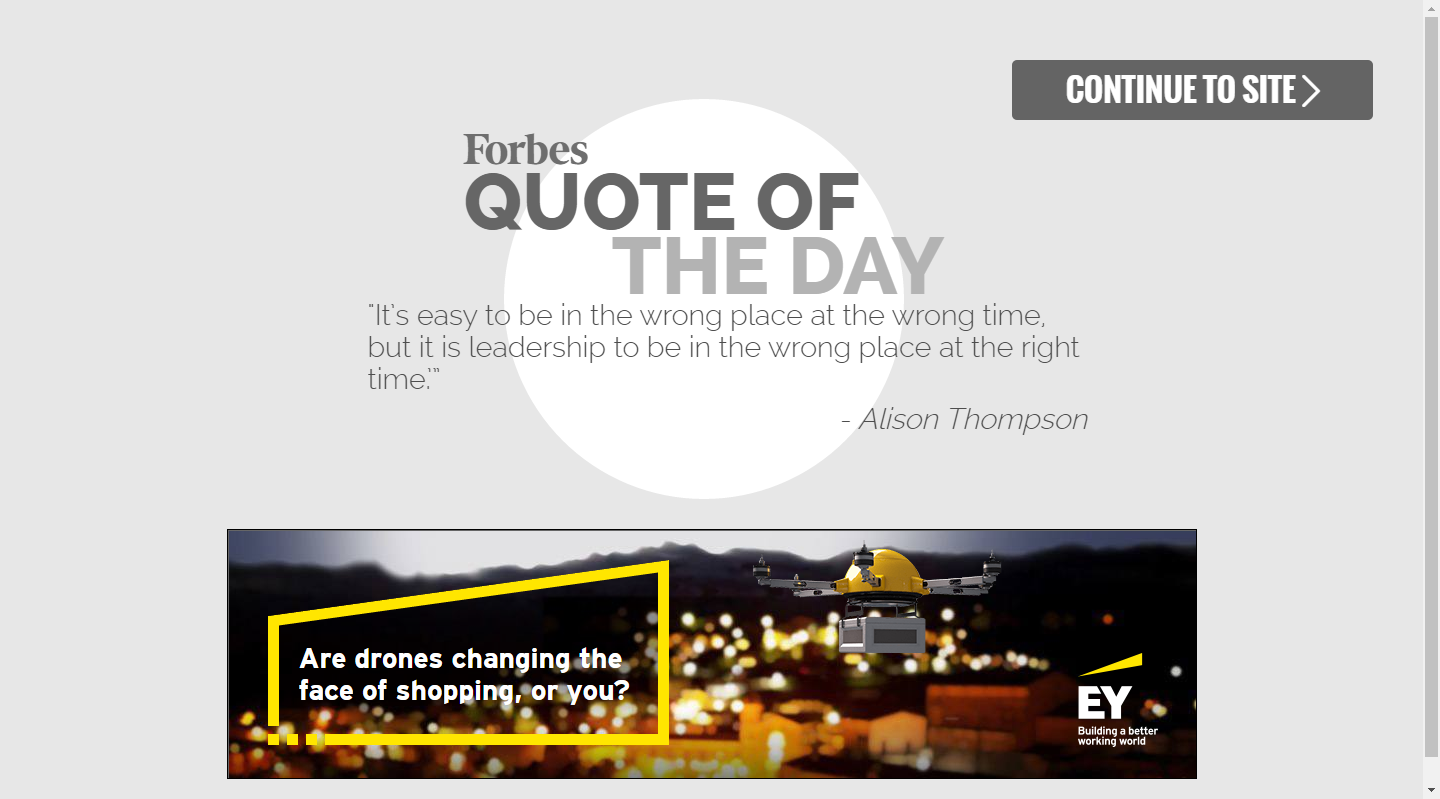 CONTINUE TO SITE
Forbes
QUOTE OF
THE DAY
"It's easy to be in the wrong place at the wrong time,
but it is leadership to be in the wrong place at the right
time.'”
- Alison Thompson
Are drones changing the
face of shopping, or you?
EY
Building a better
working world